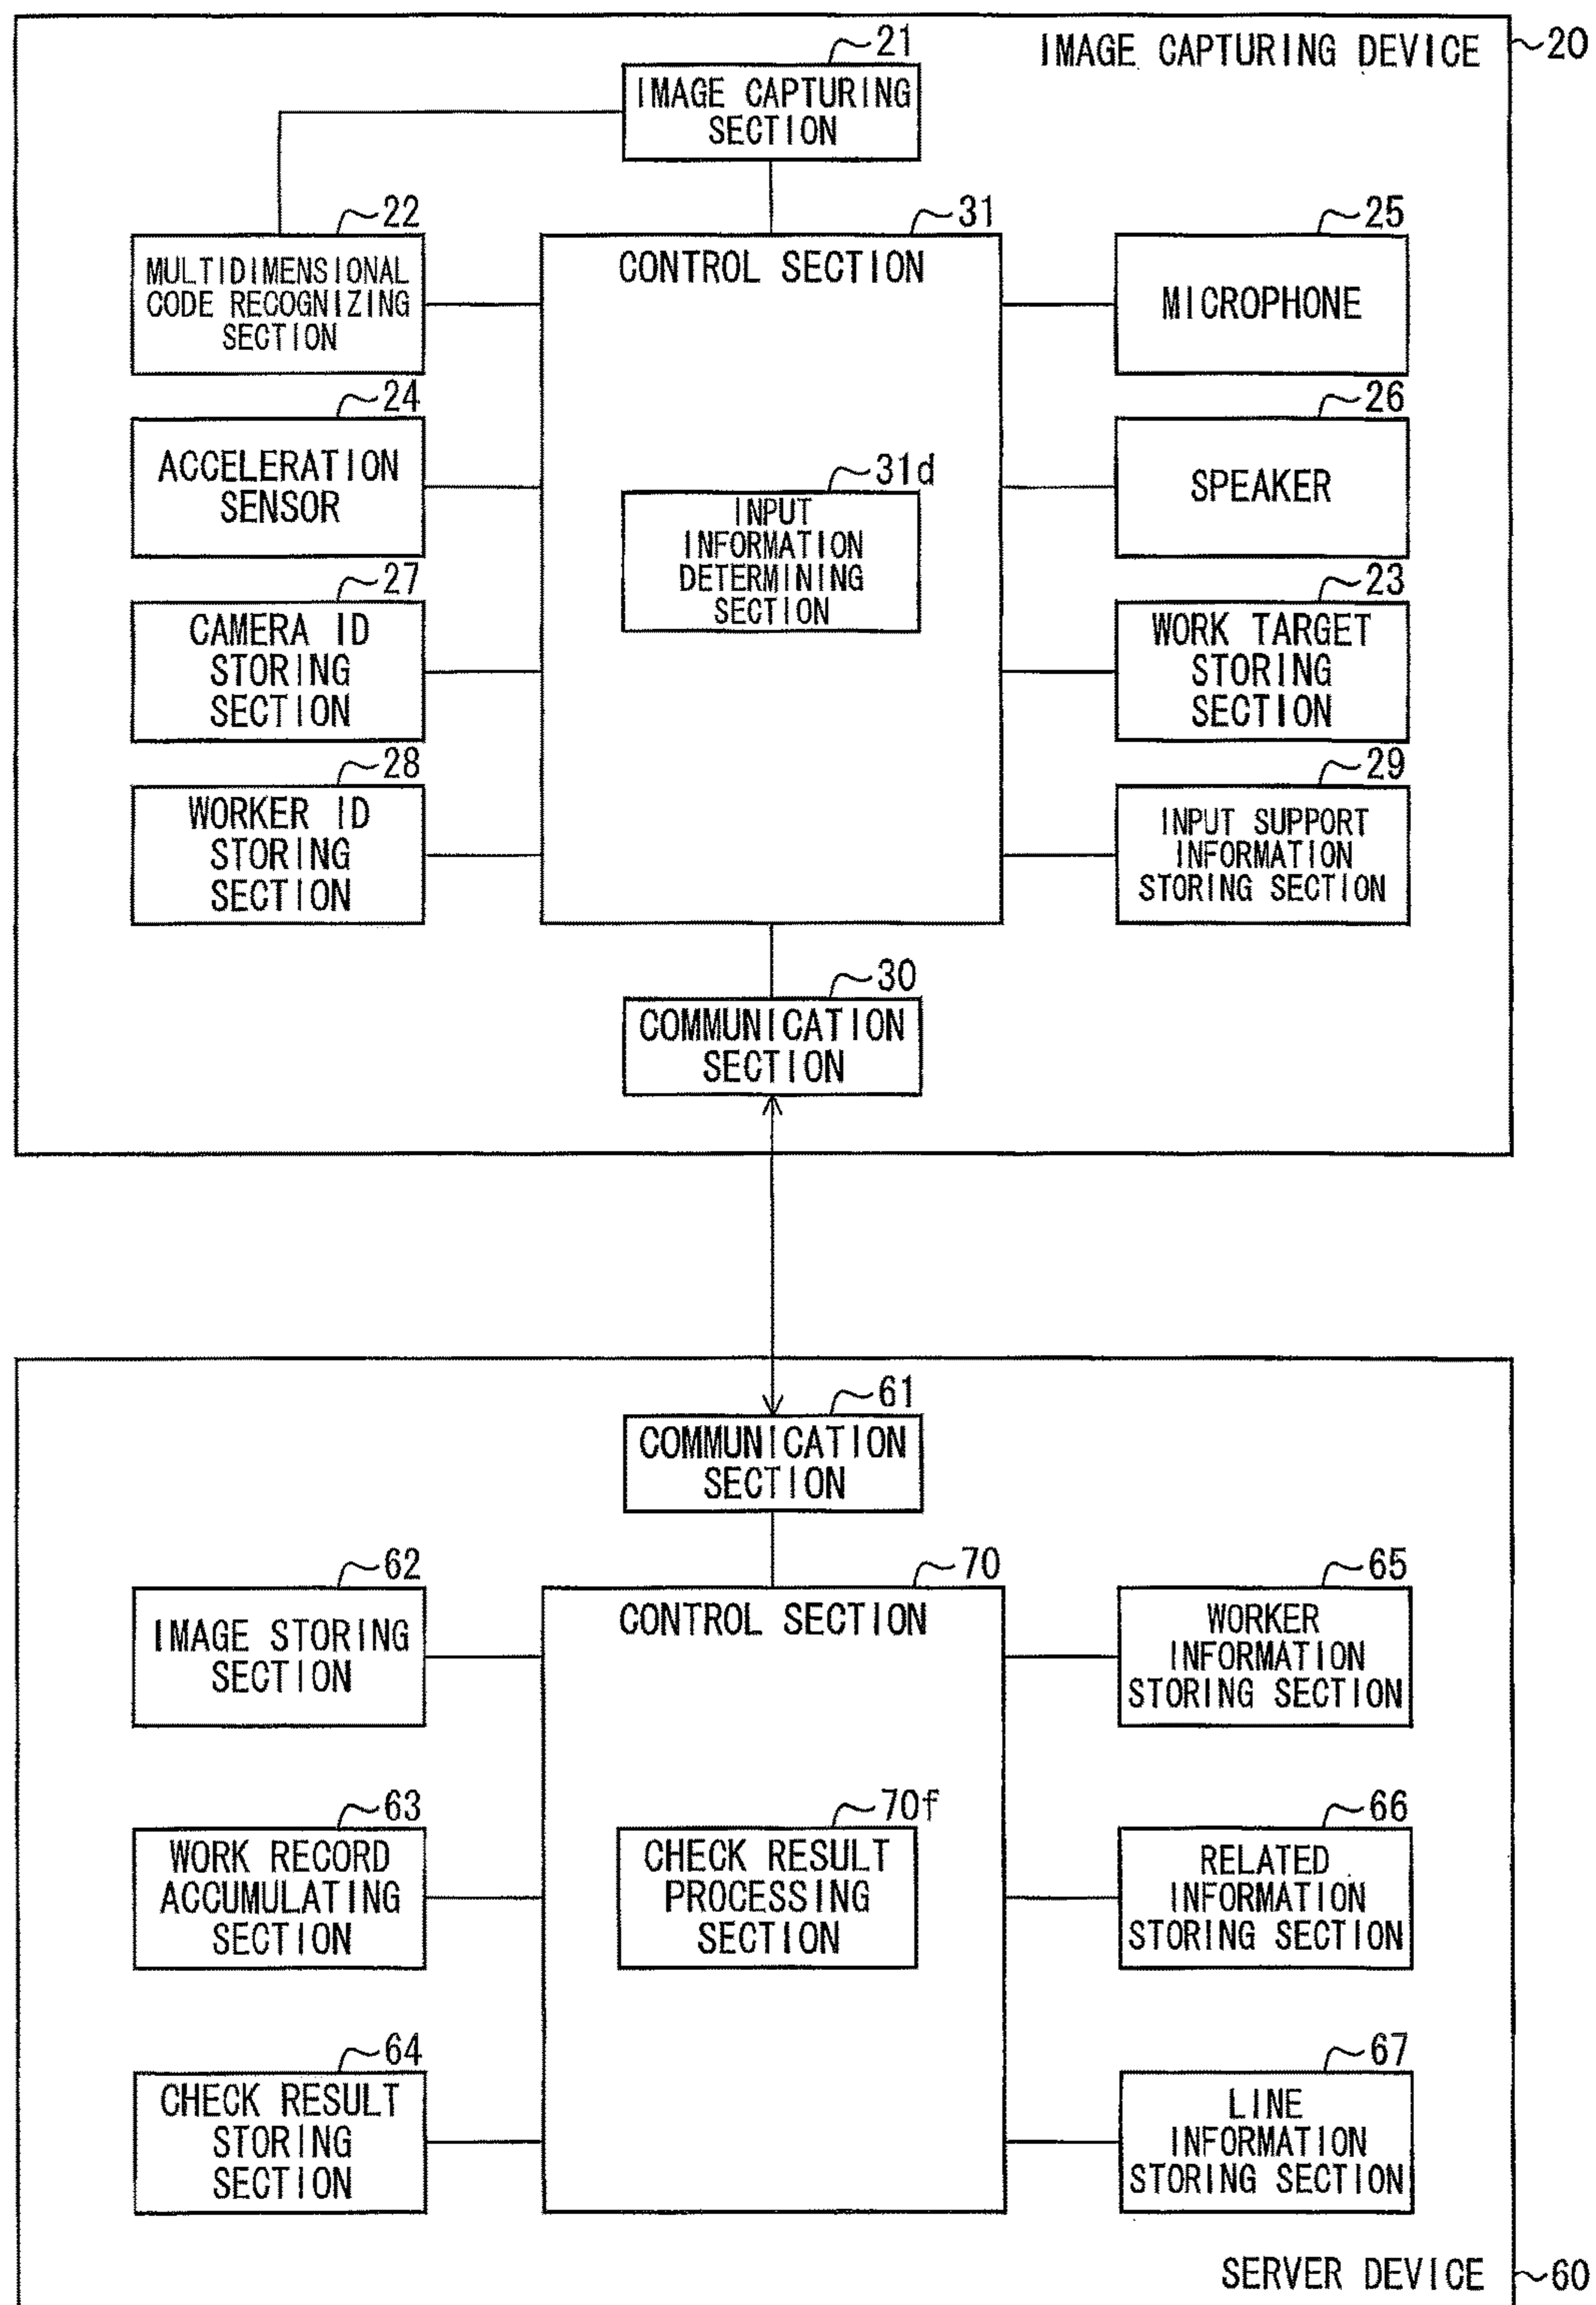 IMAGE CAPTURING DEVICE
20
21
IMAGE CAPTURING
SECTION
22
MULTIDIMENSIONAL
CODE RECOGNIZING
SECTION
31
CONTROL SECTION
25
MICROPHONE
24
ACCELERATION
SENSOR
31d
INPUT
INFORMATION
DETERMINING
SECTION
26
SPEAKER
27
CAMERA ID
STORING
SECTION
23
WORK TARGET
STORING
SECTION
28
WORKER ID
STORING
SECTION
29
INPUT SUPPORT
INFORMATION
STORING SECTION
30
COMMUNICATION
SECTION
61
COMMUNICATION
SECTION
62
IMAGE STORING
SECTION
70
CONTROL SECTION
65
WORKER
INFORMATION
STORING SECTION
63
WORK RECORD
ACCUMULATING
SECTION
70f
CHECK RESULT
PROCESSING
SECTION
66
RELATED
INFORMATION
STORING SECTION
64
CHECK RESULT
STORING
SECTION
67
LINE
INFORMATION
STORING SECTION
SERVER DEVICE
60